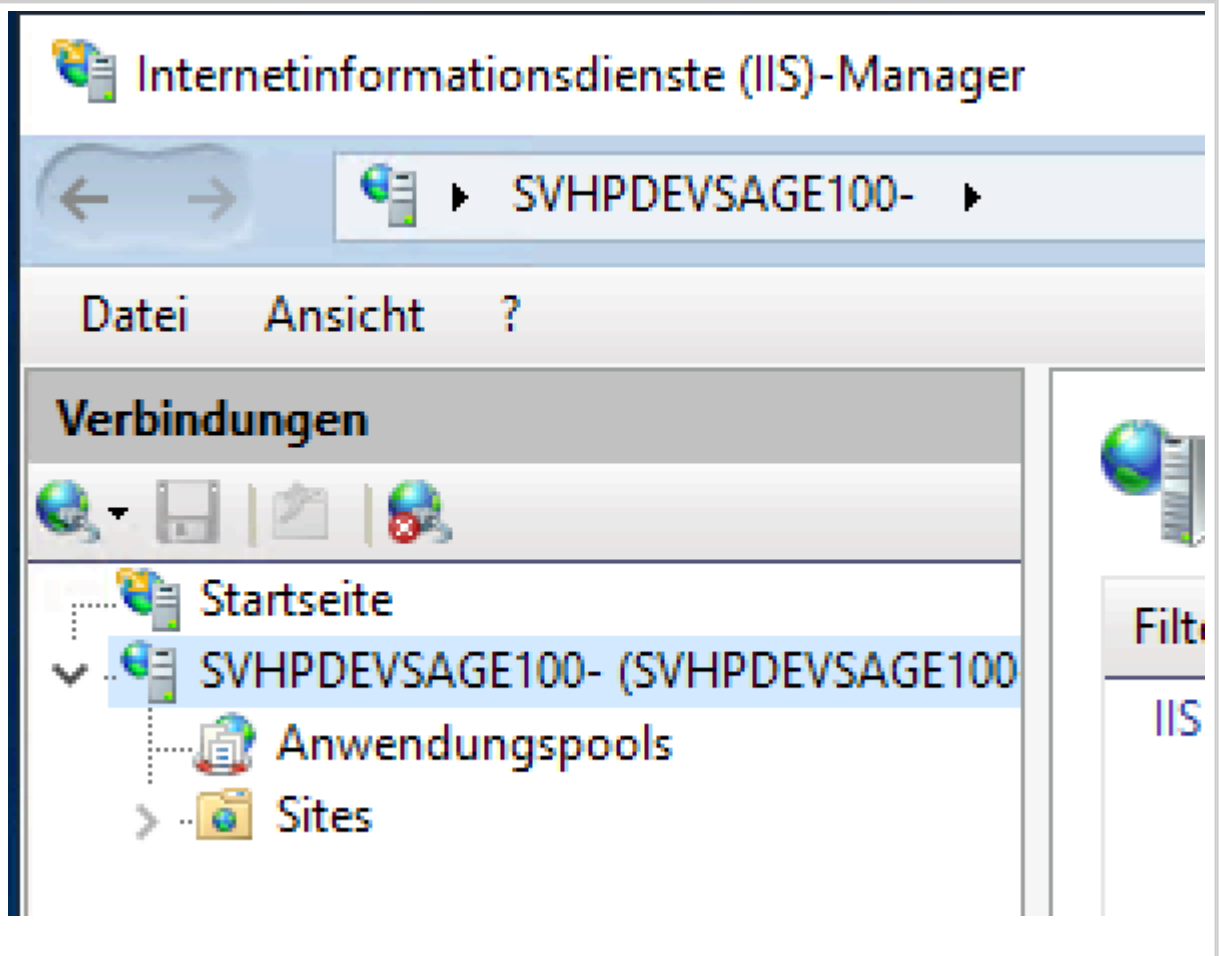 Internetinformationsdienste (IIS)-Manager
SVHPDEVSAGE100-
Datei Ansicht ?
Verbindungen
Startseite
SVHPDEVSAGE100- (SVHPDEVSAGE100-
Anwendungspools
Sites
IIS